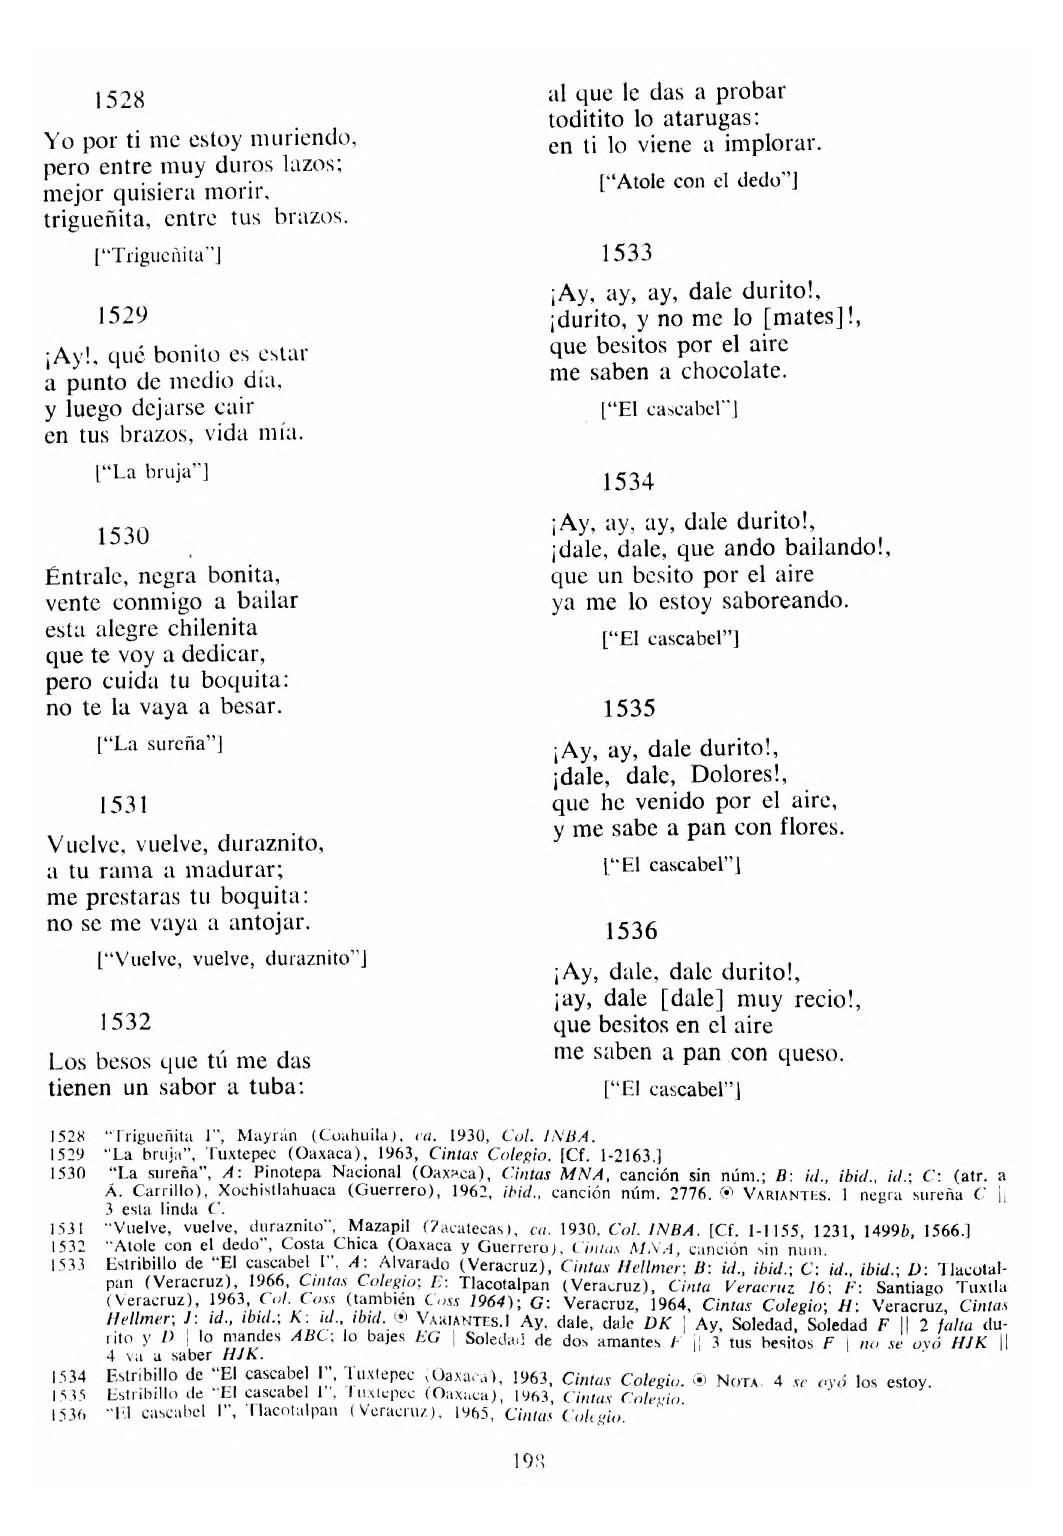 1528
Yo por ti me estoy muriendo,
pero entre muy duros lazos;
mejor quisiera morir,
trigueñita, entre tus brazos.
[“Trigueñita”]
1529
¡Ay!, qué bonito es estar
a punto de medio día,
y luego dejarse cair
en tus brazos, vida mía.
[“La bruja”]
1530
Éntrale, negra bonita,
vente conmigo a bailar
esta alegre chilenita
que te voy a dedicar,
pero cuida tu boquita:
no te la vaya a besar.
[“La sureña”]
1531
Vuelve, vuelve, duraznito,
a tu rama a madurar;
me prestaras tu boquita:
no se me vaya a antojar.
[“Vuelve, vuelve, duraznito”]
1532
Los besos que tú me das
tienen un sabor a tuba:
al que le das a probar
toditito lo atarugas:
en ti lo viene a implorar.
[“Atole con el dedo”]
1533
¡Ay, ay, ay, dale durito!,
¡durito, y no me lo [mates]!,
que besitos por el aire
me saben a chocolate.
[“El cascabel”]
1534
¡Ay, ay, ay, dale durito!,
¡dale, dale, que ando bailando!,
que un besito por el aire
ya me lo estoy saboreando.
[“El cascabel”]
1535
¡Ay, ay, dale durito!,
¡dale, dale, Dolores!,
que he venido por el aire,
y me sabe a pan con flores.
[“El cascabel”]
1536
¡Ay, dale, dale durito!,
¡ay, dale [dale] muy recio!,
que besitos en el aire
me saben a pan con queso.
[“El cascabel”]
1528 “Trigueñita I”, Mayrán (Coahuila), ca. 1930, Col. INBA.
1529 “La bruja”, Tuxtepec (Oaxaca), 1963, Cintas Colegio. [Cf. 1-2163.]
1530 “La sureña”, A: Pinotepa Nacional (Oaxaca), Cintas MNA, canción sin núm.; B: id., ibid., id.; C: (atr. a
Á. Carrillo), Xochistlahuaca (Guerrero), 1962, ibid., canción núm. 2776. ⊛ VARIANTES. 1 negra sureña C ||
3 esta linda C.
1531 “Vuelve, vuelve, duraznito”, Mazapil (Zacatecas), ca. 1930, Col. INBA. [Cf. 1-1155, 1231, 1499b, 1566.]
1532 “Atole con el dedo”, Costa Chica (Oaxaca y Guerrero), Cintas MNA, canción sin núm.
1533 Estribillo de “El cascabel I”, A: Alvarado (Veracruz), Cintas Hellmer; B: id., ibid.; C: id., ibid.; D: Tlacotal-
pan (Veracruz), 1966, Cintas Colegio; E: Tlacotalpan (Veracruz), Cinta Veracruz 16; F: Santiago Tuxtla
(Veracruz), 1963, Col. Coss (también Coss 1964); G: Veracruz, 1964, Cintas Colegio; H: Veracruz, Cintas
Hellmer; J: id., ibid.; K: id., ibid. ⊛ VARIANTES.1 Ay, dale, dale DK | Ay, Soledad, Soledad F || 2 falta du-
rito y D | lo mandes ABC; lo bajes EG | Soledad de dos amantes F || 3 tus besitos F | no se oyó HJK ||
4 va a saber HJK.
1534 Estribillo de “El cascabel I”, Tuxtepec (Oaxaca), 1963, Cintas Colegio. ⊛ NOTA. 4 se oyó los estoy.
1535 Estribillo de “El cascabel I”, Tuxtepec (Oaxaca), 1963, Cintas Colegio.
1536 “El cascabel I”, Tlacotalpan (Veracruz), 1965, Cintas Colegio.
198